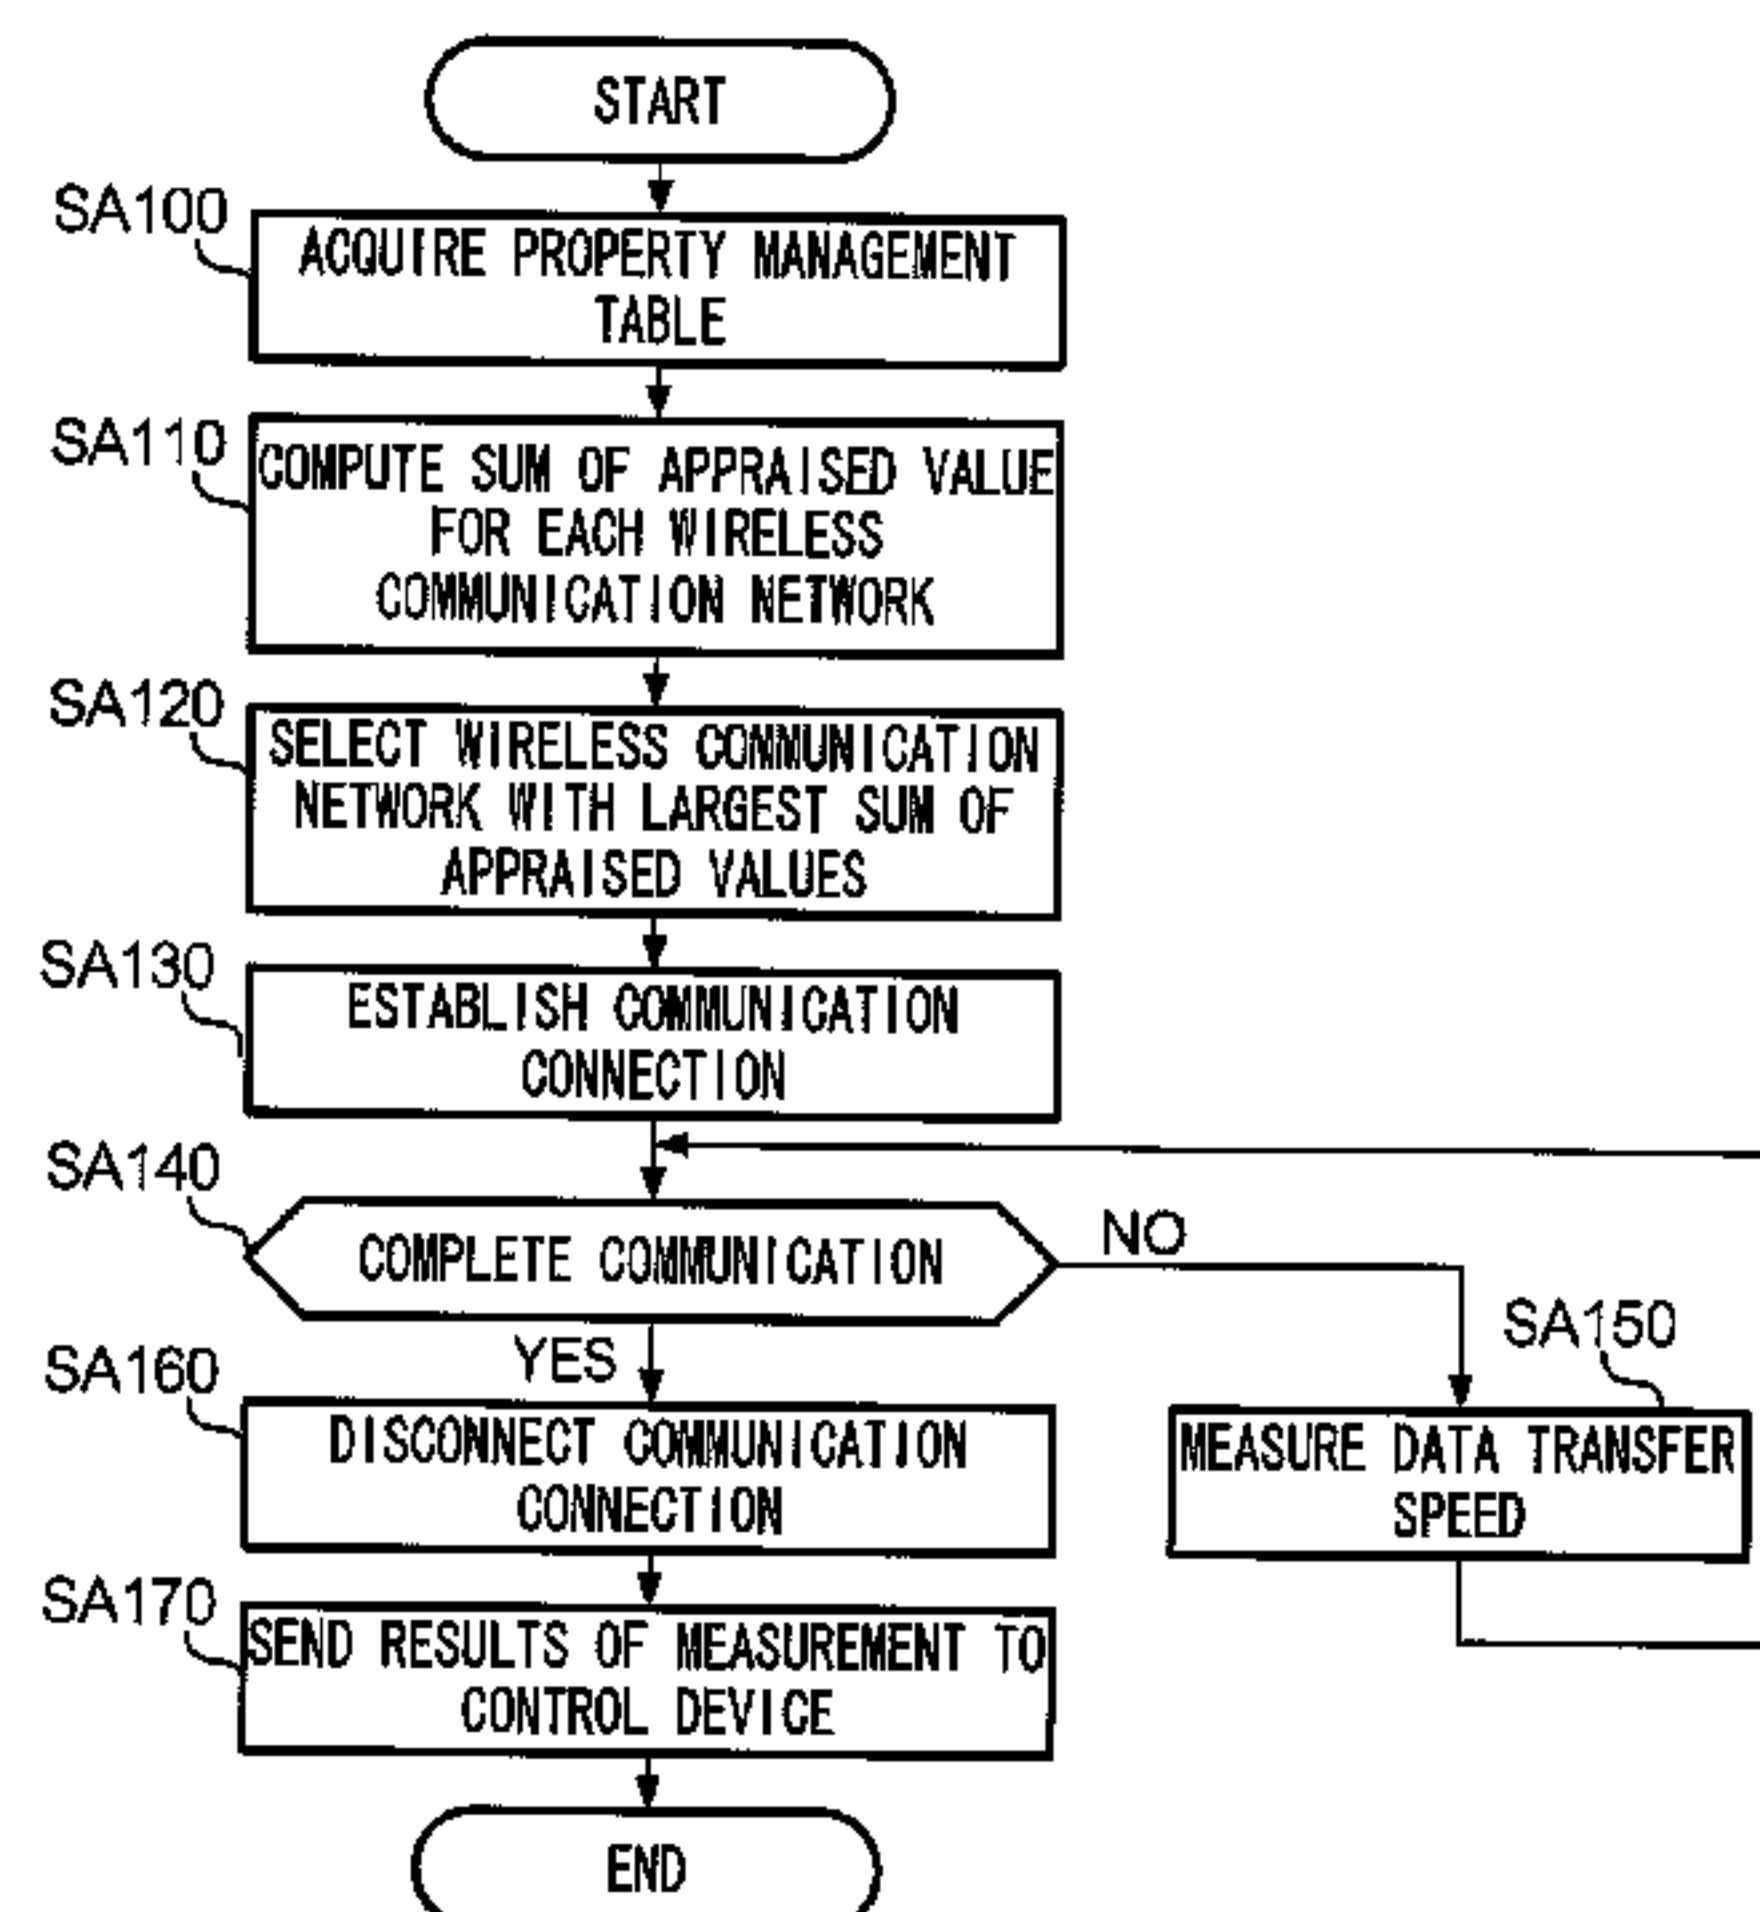 START
SA100
ACQUIRE PROPERTY MANAGEMENT
TABLE
SA110
COMPUTE SUM OF APPRAISED VALUE
FOR EACH WIRELESS
COMMUNICATION NETWORK
SA120
SELECT WIRELESS COMMUNICATION
NETWORK WITH LARGEST SUM OF
APPRAISED VALUES
SA130
ESTABLISH COMMUNICATION
CONNECTION
SA140
COMPLETE COMMUNICATION
NO
YES
SA150
MEASURE DATA TRANSFER
SPEED
SA160
DISCONNECT COMMUNICATION
CONNECTION
SA170
SEND RESULTS OF MEASUREMENT TO
CONTROL DEVICE
END